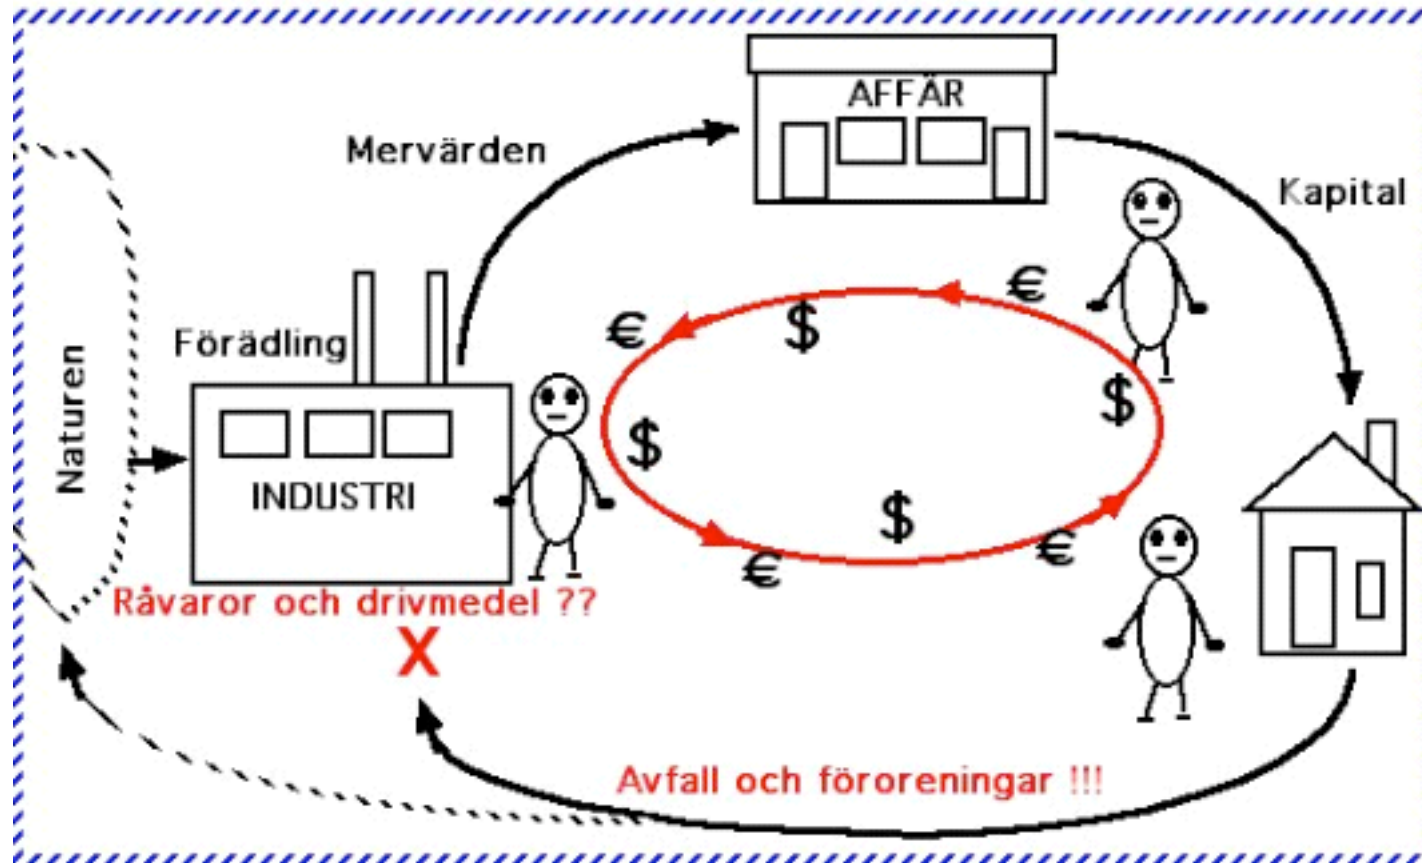 AFFÄR
Mervärden
Kapital
€
€
$
Förädling
Naturen
$
$
INDUSTRI
$
€
€
Råvaror och drivmedel ??
X
Avfall och föroreningar !!!